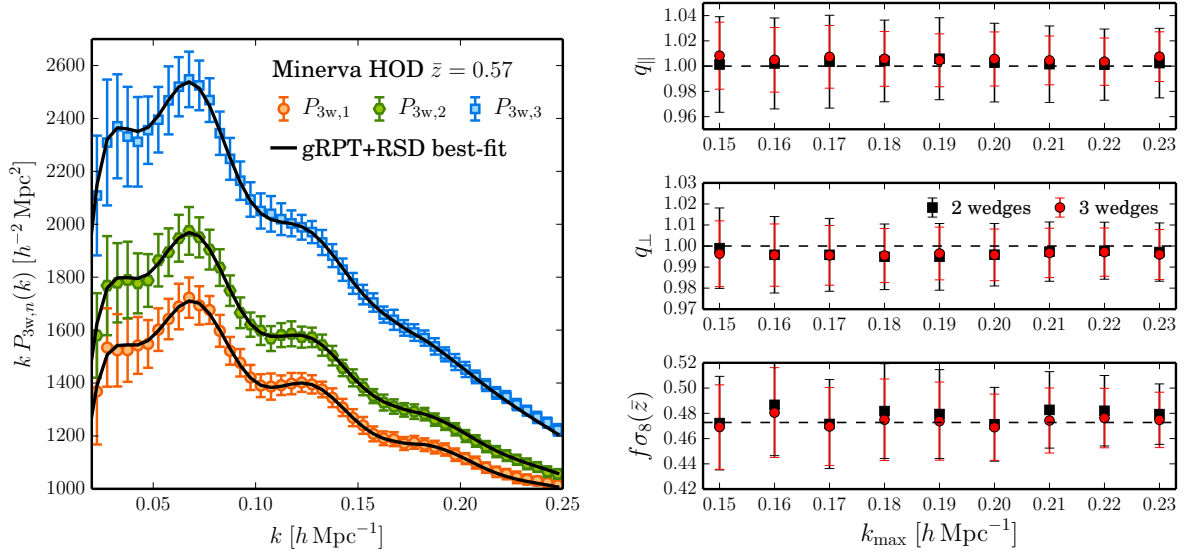 Minerva HOD z̄ = 0.57
P₃w,₁ P₃w,₂ P₃w,₃
gRPT+RSD best-fit
k P₃w,ₙ(k) [h⁻² Mpc²]
2600
2400
2200
2000
1800
1600
1400
1200
1000
0.05 0.10 0.15 0.20 0.25
k [h Mpc⁻¹]
q∥
1.04
1.02
1.00
0.98
0.96
0.15 0.16 0.17 0.18 0.19 0.20 0.21 0.22 0.23
q⊥
1.03
1.02
1.01
1.00
0.99
0.98
0.97
2 wedges 3 wedges
0.15 0.16 0.17 0.18 0.19 0.20 0.21 0.22 0.23
fσ₈(z̄)
0.52
0.50
0.48
0.46
0.44
0.42
0.15 0.16 0.17 0.18 0.19 0.20 0.21 0.22 0.23
kₘₐₓ [h Mpc⁻¹]